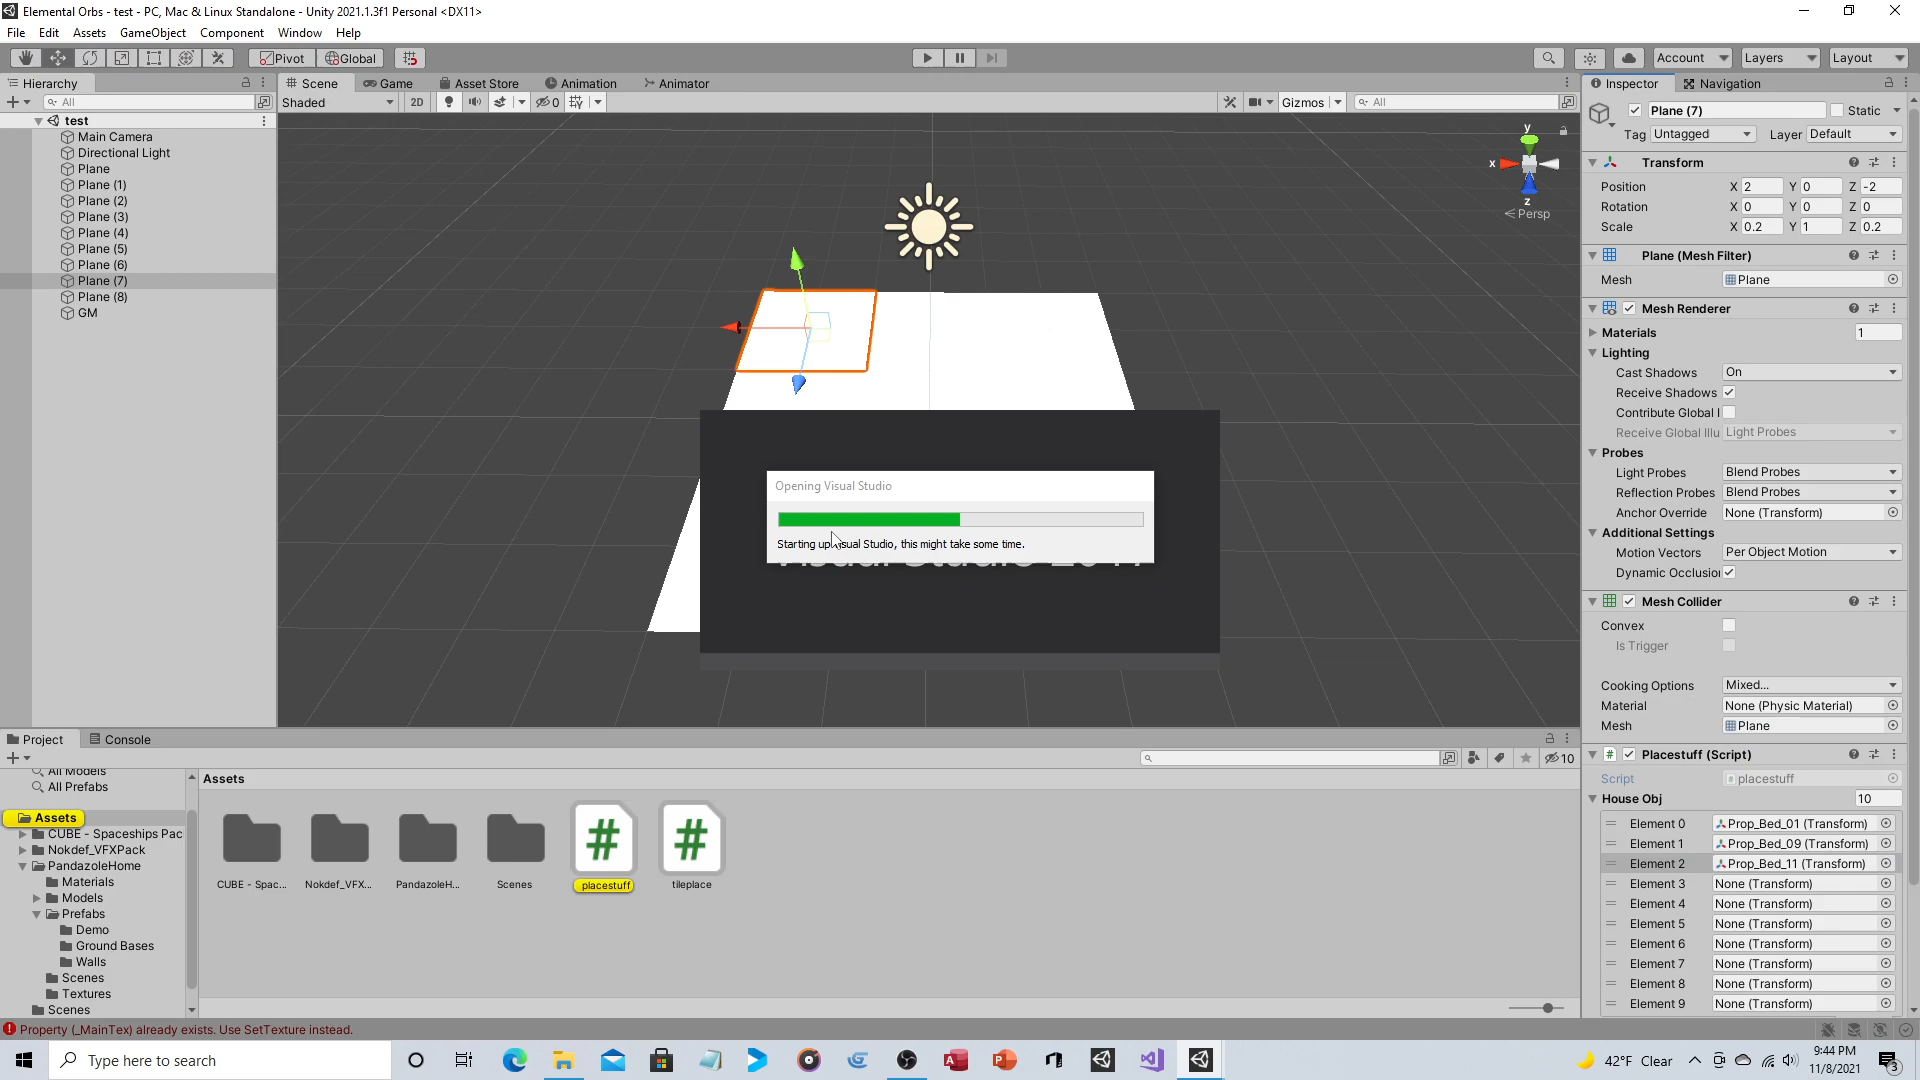 Elemental Orbs - test - PC, Mac & Linux Standalone - Unity 2021.1.3f1 Personal <DX11>
File Edit Assets GameObject Component Window Help
Pivot Global Account Layers Layout
Hierarchy Scene Game Asset Store Animation Animator Inspector Navigation
All Shaded 2D 0 Gizmos All
Plane (7) Static
Tag Untagged Layer Default
test
Main Camera
Directional Light
Plane
Plane (1)
Plane (2)
Plane (3)
Plane (4)
Plane (5)
Plane (6)
Plane (7)
Plane (8)
GM
y
x
z
Persp
Transform
Position X 2 Y 0 Z -2
Rotation X 0 Y 0 Z 0
Scale X 0.2 Y 1 Z 0.2
Plane (Mesh Filter)
Mesh Plane
Mesh Renderer
Materials 1
Lighting
Cast Shadows On
Receive Shadows
Contribute Global I
Receive Global Illu Light Probes
Probes
Light Probes Blend Probes
Reflection Probes Blend Probes
Anchor Override None (Transform)
Additional Settings
Motion Vectors Per Object Motion
Dynamic Occlusion
Mesh Collider
Convex
Is Trigger
Cooking Options Mixed...
Material None (Physic Material)
Mesh Plane
Placestuff (Script)
Script placestuff
House Obj 10
Element 0 Prop_Bed_01 (Transform)
Element 1 Prop_Bed_09 (Transform)
Element 2 Prop_Bed_11 (Transform)
Element 3 None (Transform)
Element 4 None (Transform)
Element 5 None (Transform)
Element 6 None (Transform)
Element 7 None (Transform)
Element 8 None (Transform)
Element 9 None (Transform)
Opening Visual Studio
Starting up Visual Studio, this might take some time.
Project Console
10
All Models
All Prefabs
Assets
CUBE - Spaceships Pac
Nokdef_VFXPack
PandazoleHome
Materials
Models
Prefabs
Demo
Ground Bases
Walls
Scenes
Textures
Scenes
Assets
CUBE - Spac... Nokdef_VFX... PandazoleH... Scenes placestuff tileplace
Property (_MainTex) already exists. Use SetTexture instead.
Type here to search
42°F Clear
9:44 PM
11/8/2021
3